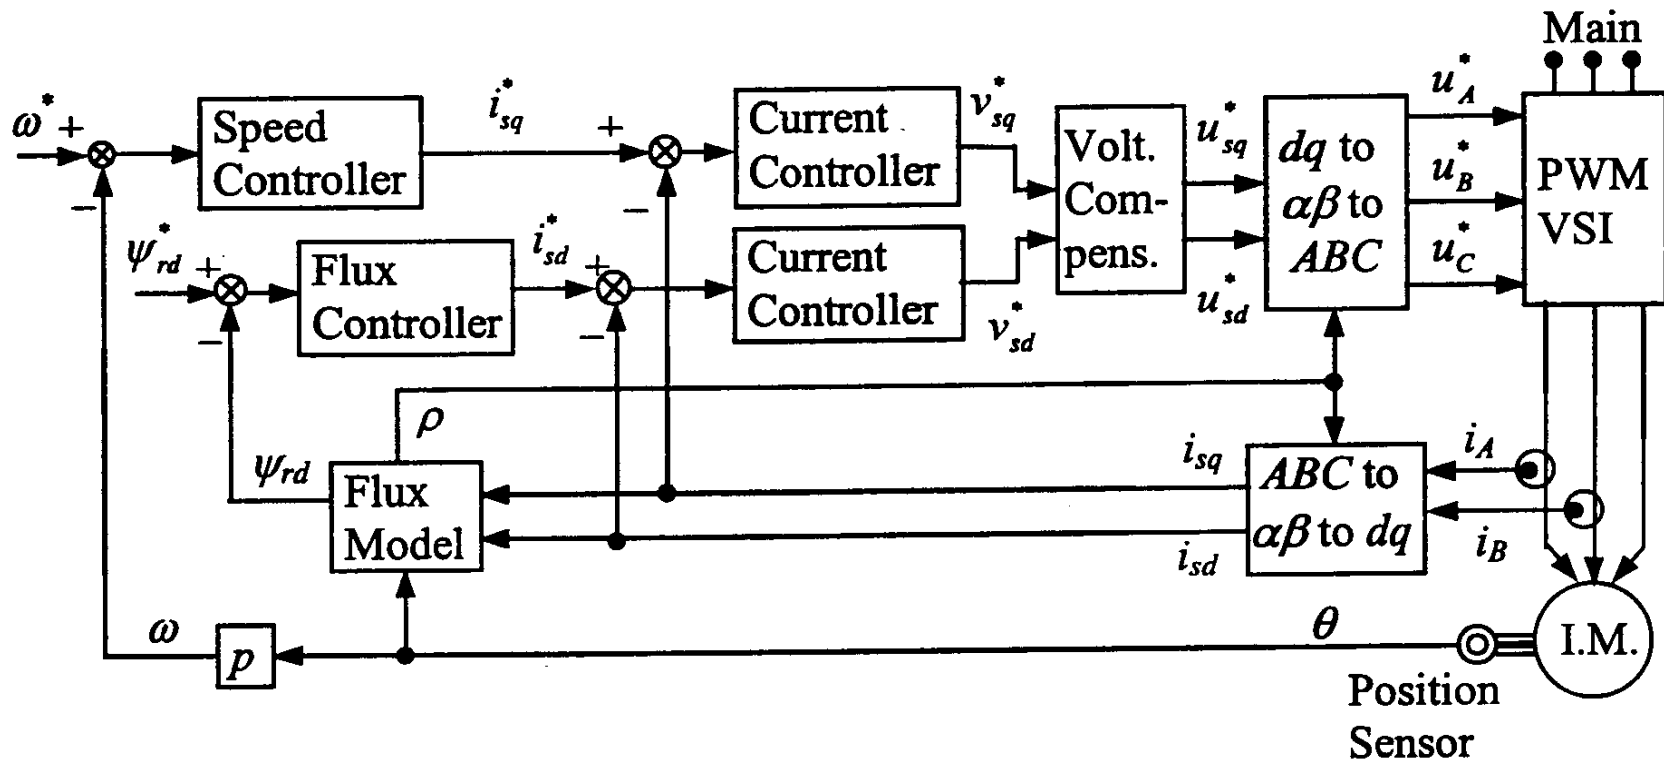 Main
ω* +
−
Speed
Controller
i*sq
+
−
Current
Controller
v*sq
Volt.
Com-
pens.
u*sq
u*sd
dq to
αβ to
ABC
u*A
u*B
u*C
PWM
VSI
ψ*rd
+
−
Flux
Controller
i*sd
+
−
Current
Controller
v*sd
ρ
ψrd
Flux
Model
isq
isd
ABC to
αβ to dq
iA
iB
ω
p
θ
I.M.
Position
Sensor